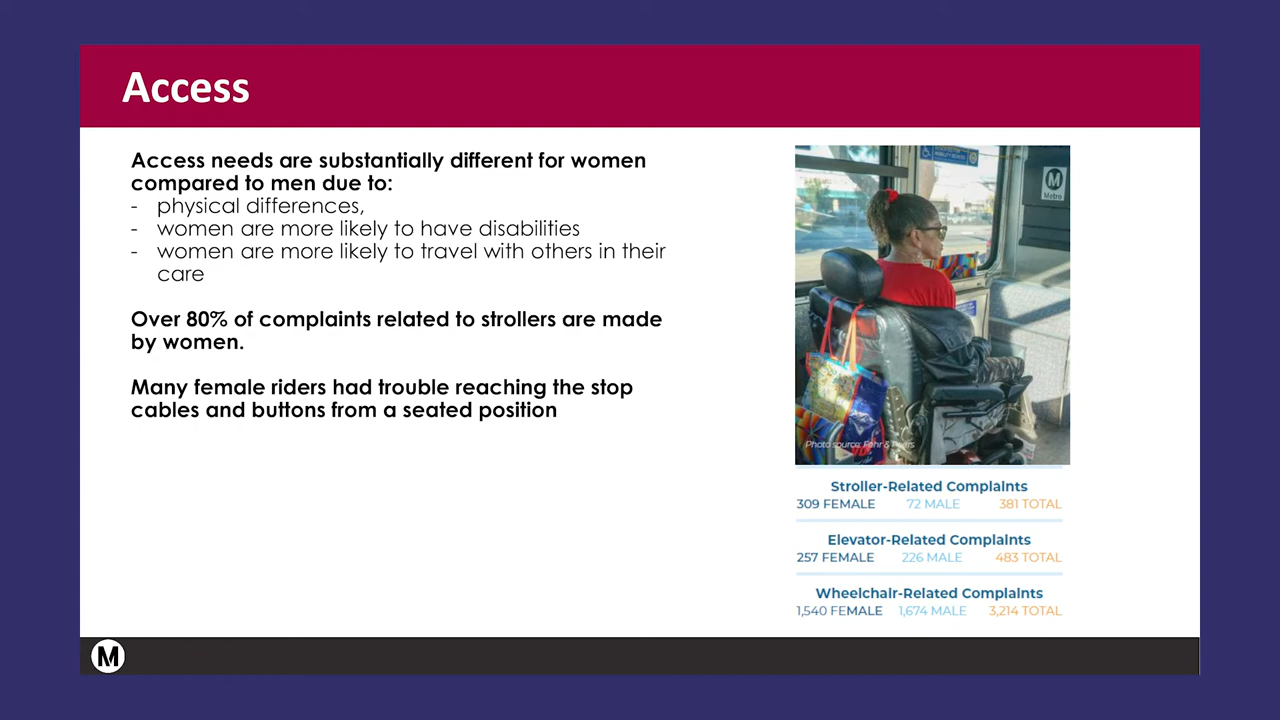 Access
Access needs are substantially different for women
compared to men due to:
- physical differences,
- women are more likely to have disabilities
- women are more likely to travel with others in their
care
Over 80% of complaints related to strollers are made
by women.
Many female riders had trouble reaching the stop
cables and buttons from a seated position
M
Metro
Photo source: Fehr & Peers
Stroller-Related Complaints
309 FEMALE 72 MALE 381 TOTAL
Elevator-Related Complaints
257 FEMALE 226 MALE 483 TOTAL
Wheelchair-Related Complaints
1,540 FEMALE 1,674 MALE 3,214 TOTAL
M